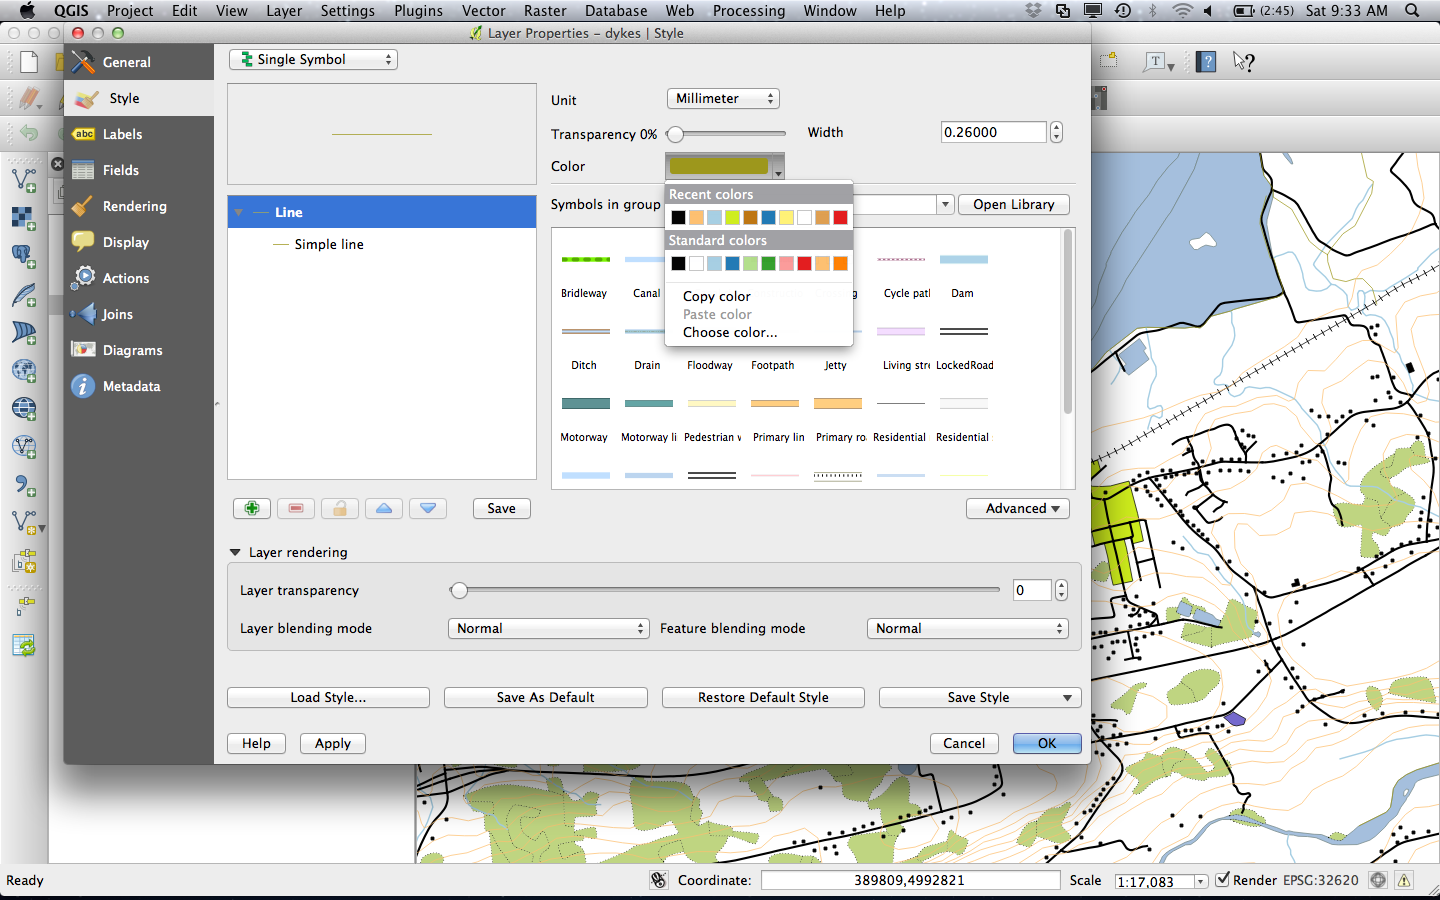 QGIS Project Edit View Layer Settings Plugins Vector Raster Database Web Processing Window Help (2:45) Sat 9:33 AM
Layer Properties - dykes | Style
General
Style
abc Labels
Fields
Rendering
Display
Actions
Joins
Diagrams
Metadata
Single Symbol
Unit Millimeter
Transparency 0% Width 0.26000
Color
Line
Simple line
Symbols in group Open Library
Recent colors
Standard colors
Copy color
Paste color
Choose color...
Bridleway Canal Cycle pat Dam
Ditch Drain Floodway Footpath Jetty Living stre LockedRoad
Motorway Motorway li Pedestrian w Primary lin Primary ro Residential Residential
Save Advanced
Layer rendering
Layer transparency 0
Layer blending mode Normal Feature blending mode Normal
Load Style... Save As Default Restore Default Style Save Style
Help Apply Cancel OK
T ? ?
Ready Coordinate: 389809,4992821 Scale 1:17,083 Render EPSG:32620